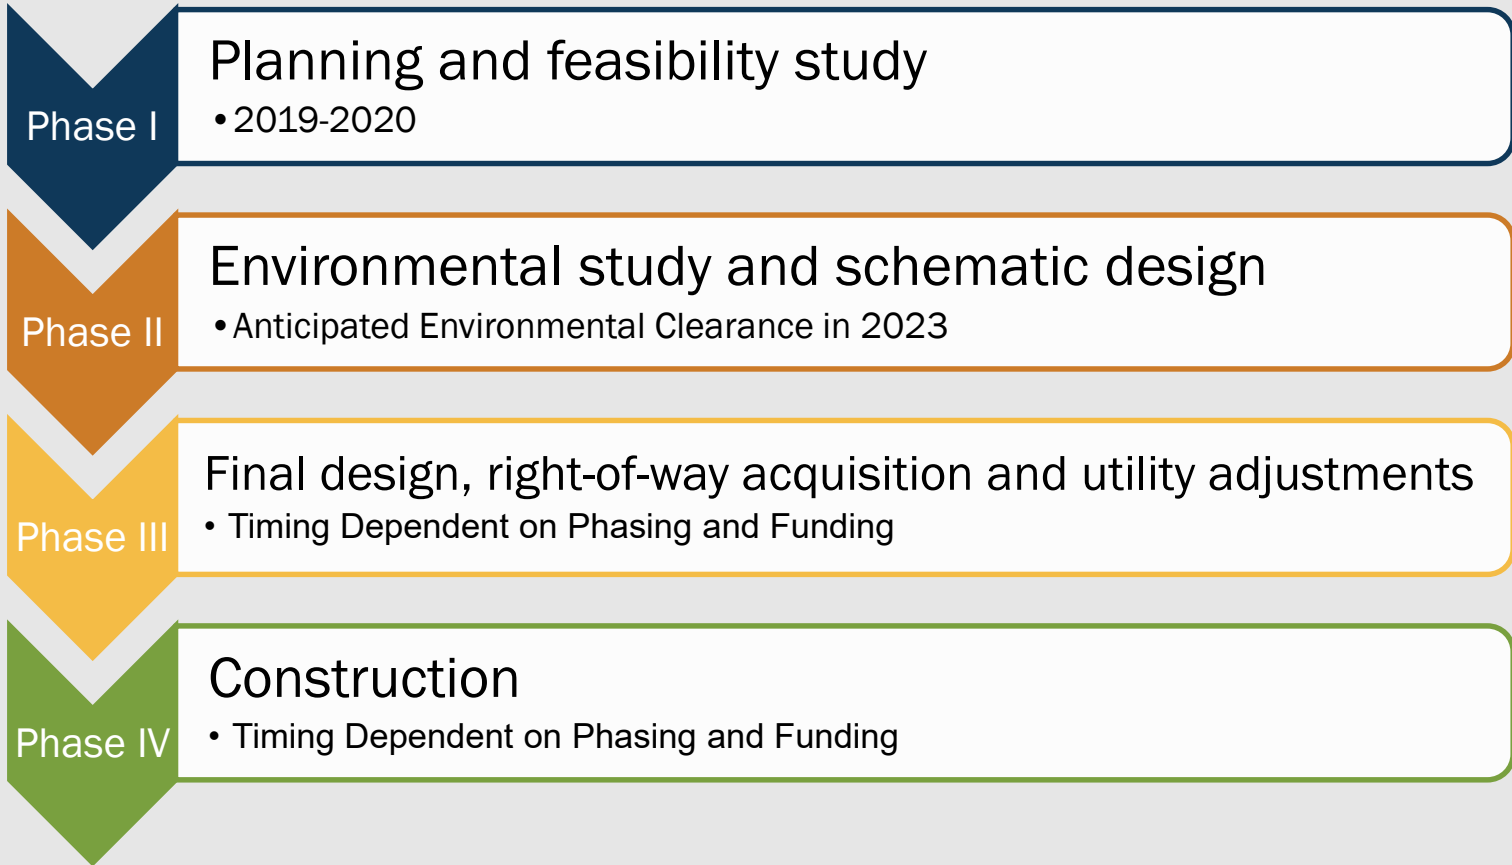 Phase I
Planning and feasibility study
•2019-2020
Phase II
Environmental study and schematic design
•Anticipated Environmental Clearance in 2023
Phase III
Final design, right-of-way acquisition and utility adjustments
• Timing Dependent on Phasing and Funding
Phase IV
Construction
• Timing Dependent on Phasing and Funding